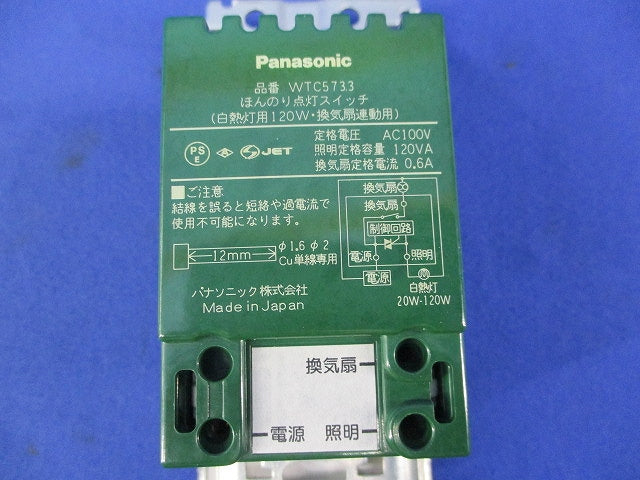 Panasonic
品番 WTC5733
ほんのり点灯スイッチ
(白熱灯用120W・換気扇連動用)
PS
E
JET
定格電圧 AC100V
照明定格容量 120VA
換気扇定格電流 0.6A
■ご注意
結線を誤ると短絡や過電流で
使用不可能になります。
12mm
φ1.6 φ2
Cu単線専用
換気扇
換気扇
制御回路
電源 照明
電源
白熱灯
20W-120W
パナソニック株式会社
Made in Japan
換気扇
電源 照明